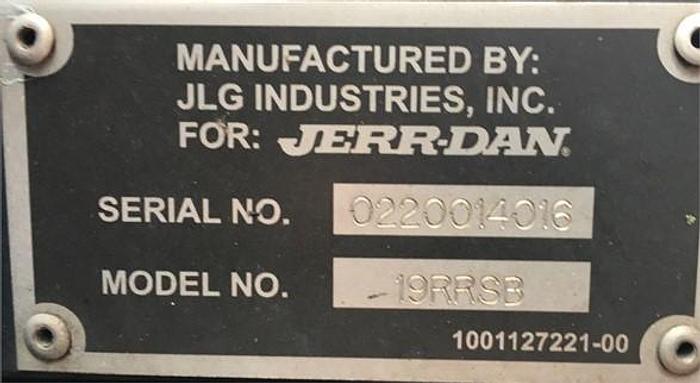 MANUFACTURED BY:
JLG INDUSTRIES, INC.
FOR: JERR-DAN®
SERIAL NO. 0220014016
MODEL NO. 19RRSB
1001127221-00